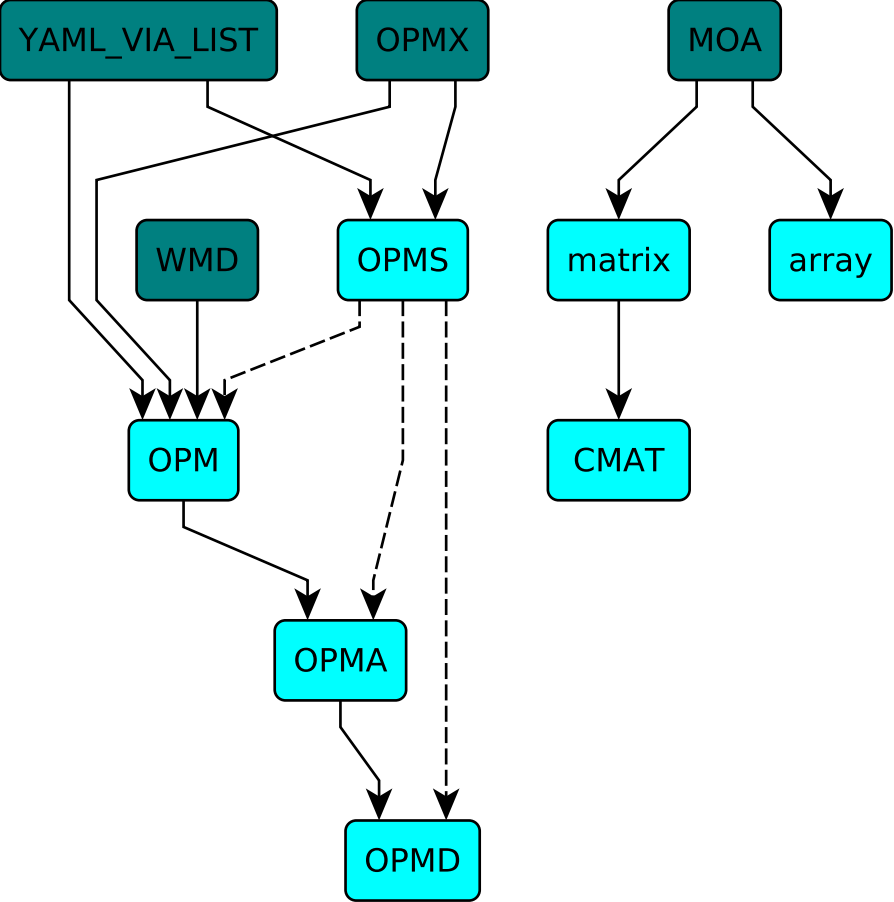 YAML_VIA_LIST
OPMX
MOA
WMD
OPMS
matrix
array
OPM
CMAT
OPMA
OPMD